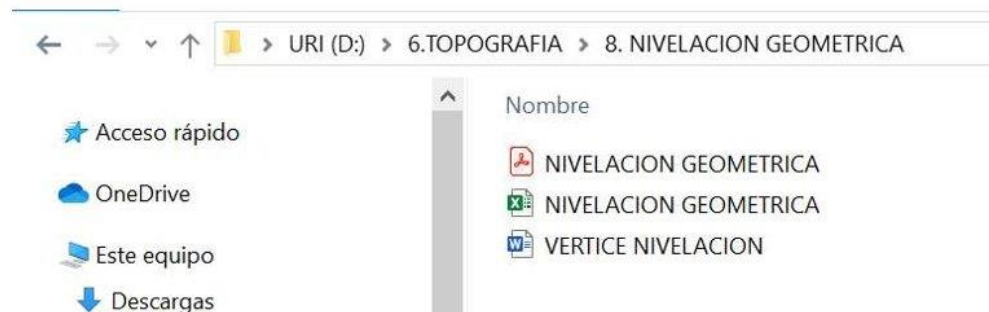 URI (D:) > 6.TOPOGRAFIA > 8. NIVELACION GEOMETRICA
Acceso rápido
OneDrive
Este equipo
Descargas
Nombre
NIVELACION GEOMETRICA
NIVELACION GEOMETRICA
VERTICE NIVELACION